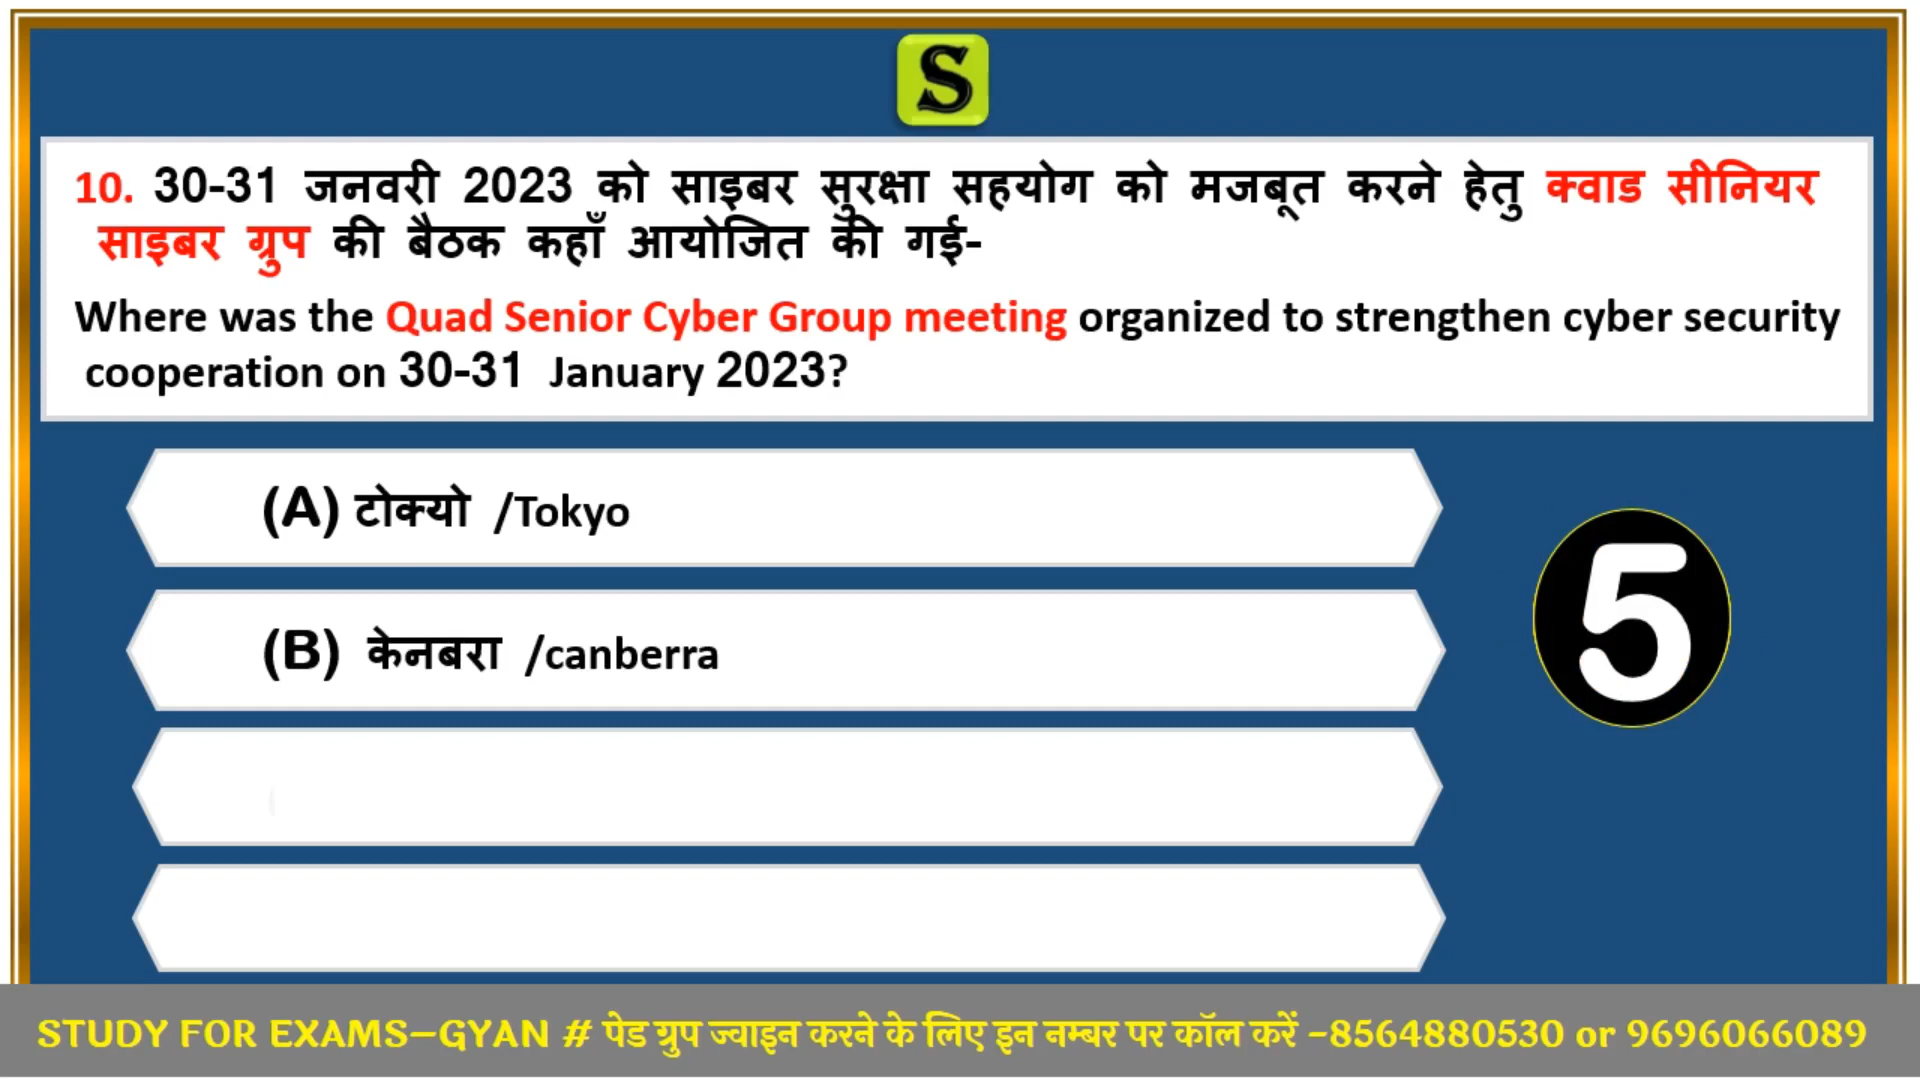 S
10. 30-31 जनवरी 2023 को साइबर सुरक्षा सहयोग को मजबूत करने हेतु क्वाड सीनियर
साइबर ग्रुप की बैठक कहाँ आयोजित की गई-
Where was the Quad Senior Cyber Group meeting organized to strengthen cyber security
cooperation on 30-31 January 2023?
(A) टोक्यो /Tokyo
(B) केनबरा /canberra
5
STUDY FOR EXAMS-GYAN # पेड ग्रुप ज्वाइन करने के लिए इन नम्बर पर कॉल करें -8564880530 or 9696066089